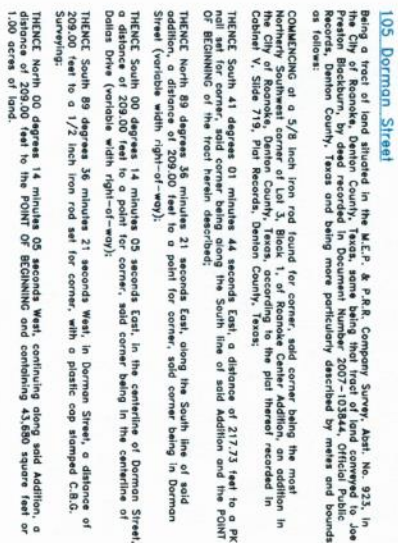 105 Dorman Street
Being a tract of land situated in the M.E.P. & P.R.R. Company Survey, Abst. No. 923, in
the City of Roanoke, Denton County, Texas, same being that tract of land conveyed to Joe
Preston Blackburn, by deed recorded in Document Number 2007-103844, Official Public
Records, Denton County, Texas and being more particularly described by metes and bounds
as follows:
COMMENCING at a 5/8 inch iron rod found for corner, said corner being the most
Northerly Southwest corner of Lot 3, Block 1, of Roanoke Center Addition, an addition in
the City of Roanoke, Denton County, Texas, according to the plat thereof recorded in
Cabinet V, Slide 719, Plat Records, Denton County, Texas;
THENCE South 41 degrees 01 minutes 44 seconds East, a distance of 217.73 feet to a PK
nail set for corner, said corner being along the South line of said Addition and the POINT
OF BEGINNING of the tract herein described;
THENCE North 89 degrees 36 minutes 21 seconds East, along the South line of said
addition, a distance of 209.00 feet to a point for corner, said corner being in Dorman
Street (variable width right-of-way);
THENCE South 00 degrees 14 minutes 05 seconds East, in the centerline of Dorman Street,
a distance of 209.00 feet to a point for corner, said corner being in the centerline of
Dallas Drive (variable width right-of-way);
THENCE South 89 degrees 36 minutes 21 seconds West, in Dorman Street, a distance of
209.00 feet to a 1/2 inch iron rod set for corner, with a plastic cap stamped C.B.G.
Surveying;
THENCE North 00 degrees 14 minutes 05 seconds West, continuing along said Addition, a
distance of 209.00 feet to the POINT OF BEGINNING and containing 43,680 square feet or
1.00 acres of land.